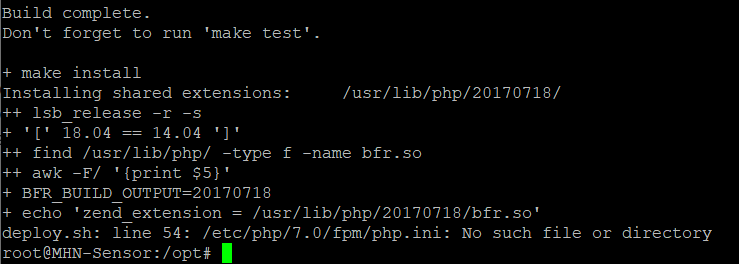 Build complete.
Don't forget to run 'make test'.
+ make install
Installing shared extensions:     /usr/lib/php/20170718/
++ lsb_release -r -s
+ '[' 18.04 == 14.04 ']'
++ find /usr/lib/php/ -type f -name bfr.so
++ awk -F/ '{print $5}'
+ BFR_BUILD_OUTPUT=20170718
+ echo 'zend_extension = /usr/lib/php/20170718/bfr.so'
deploy.sh: line 54: /etc/php/7.0/fpm/php.ini: No such file or directory
root@MHN-Sensor:/opt#